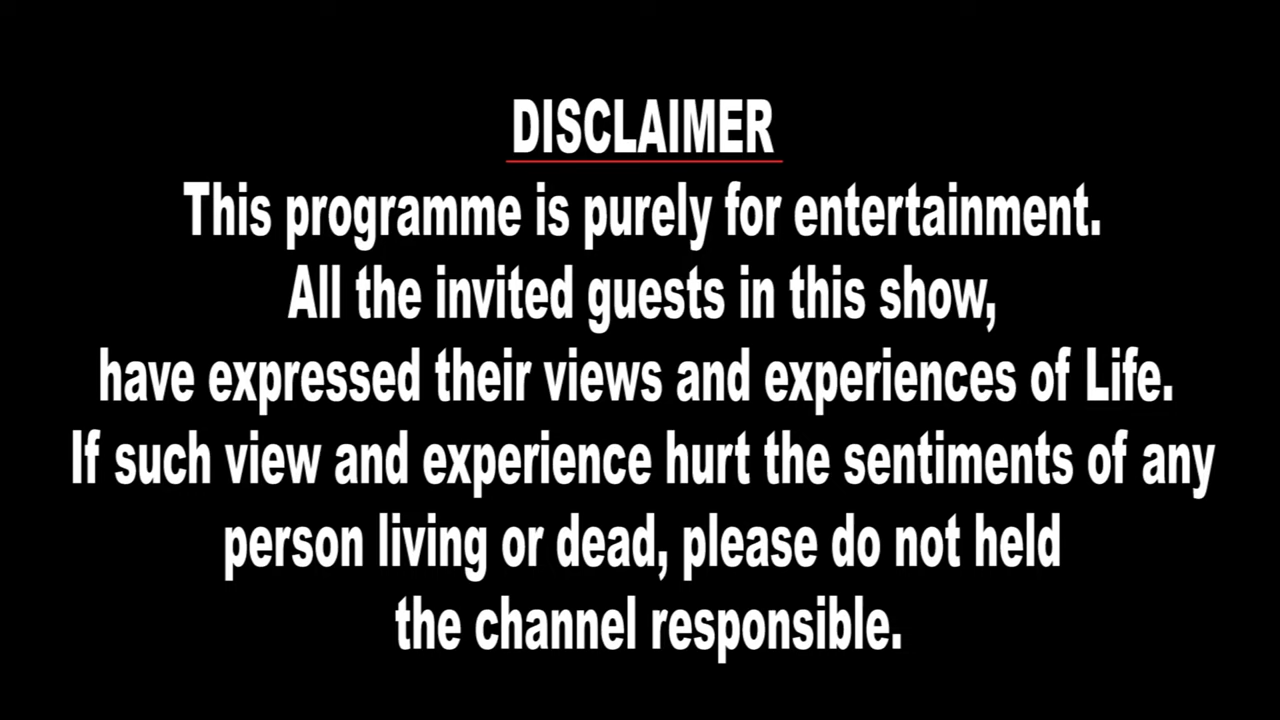 DISCLAIMER
This programme is purely for entertainment.
All the invited guests in this show,
have expressed their views and experiences of Life.
If such view and experience hurt the sentiments of any
person living or dead, please do not held
the channel responsible.